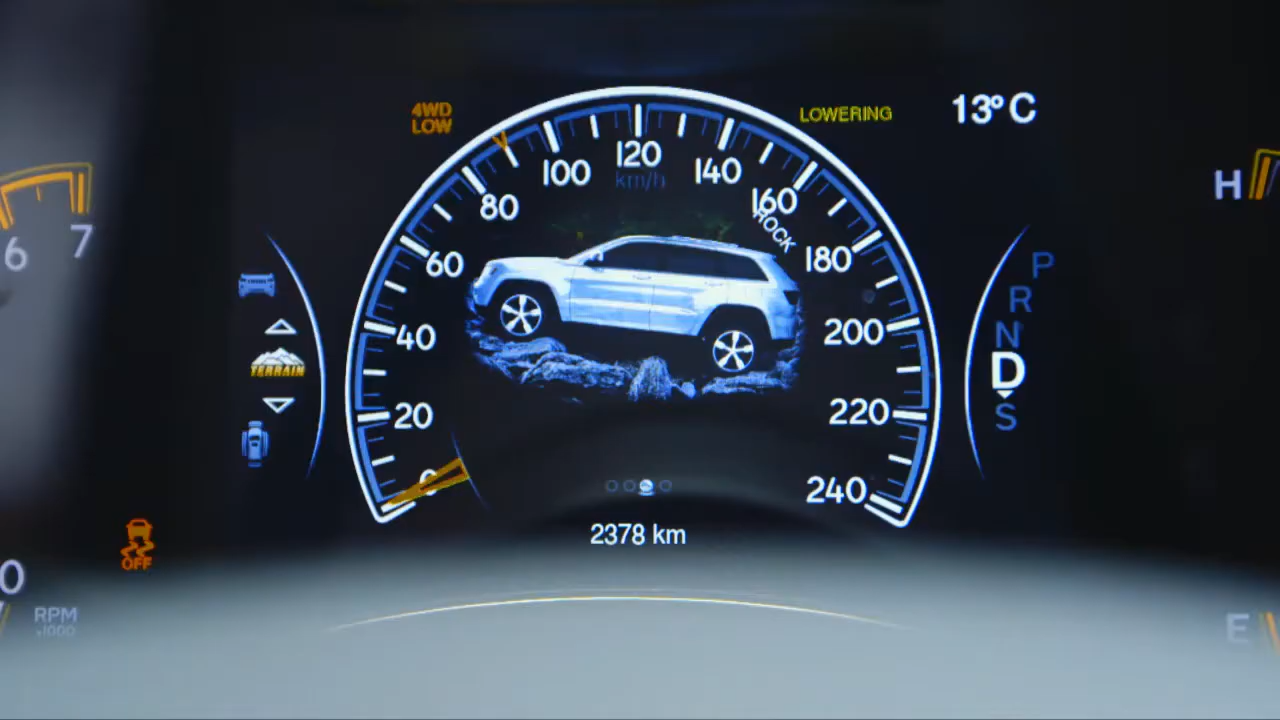 4WD
LOW
LOWERING
13°C
0
20
40
60
80
100
120
km/h
140
160
180
200
220
240
ROCK
TERRAIN
2378 km
P
R
N
D
S
6
7
0
RPM
x1000
OFF
H
E